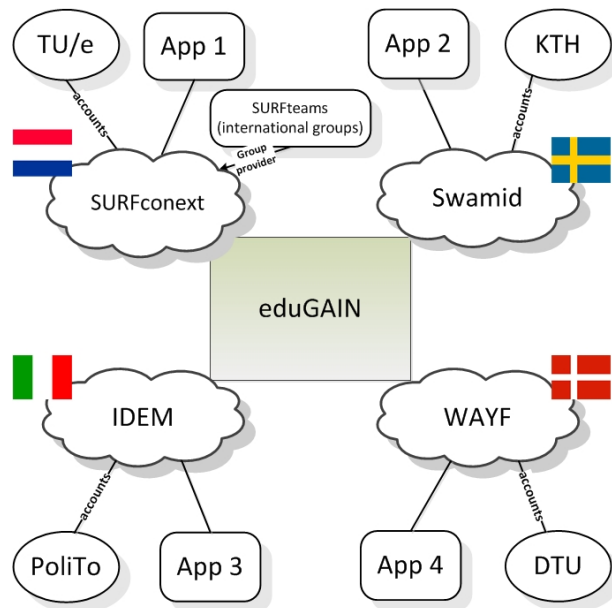 TU/e
App 1
App 2
KTH
accounts
accounts
SURFteams
(international groups)
Group
provider
SURFconext
Swamid
eduGAIN
IDEM
WAYF
accounts
accounts
PoliTo
App 3
App 4
DTU